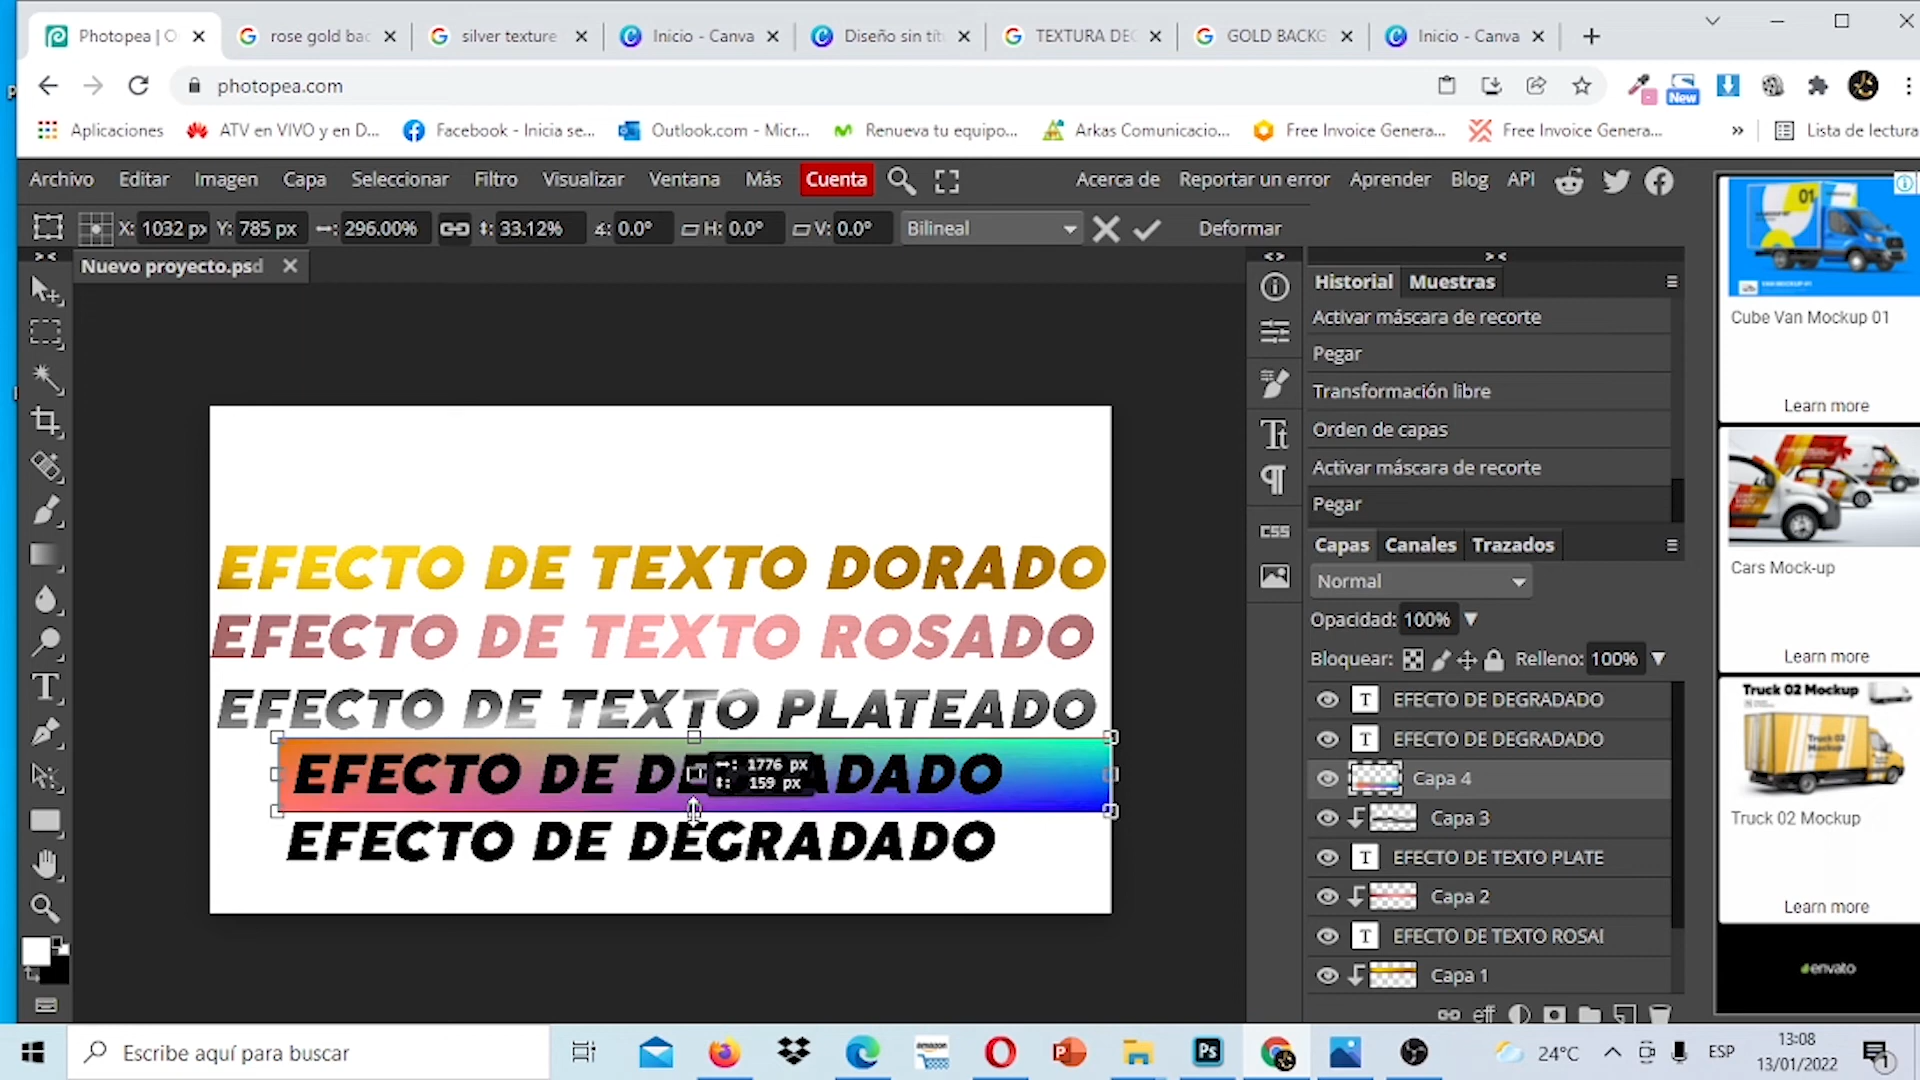 Photopea | O
rose gold bac
silver texture
Inicio - Canva
Diseño sin títu
TEXTURA DEC
GOLD BACKG
Inicio - Canva
photopea.com
New
Aplicaciones
ATV en VIVO y en D...
Facebook - Inicia se...
Outlook.com - Micr...
Renueva tu equipo...
Arkas Comunicacio...
Free Invoice Genera...
Free Invoice Genera...
»
Lista de lectura
Archivo Editar Imagen Capa Seleccionar Filtro Visualizar Ventana Más Cuenta
Acerca de Reportar un error Aprender Blog API
X: 1032 px Y: 785 px ↔: 296.00% ↕: 33.12% ∡: 0.0° H: 0.0° V: 0.0° Bilineal Deformar
Nuevo proyecto.psd
Historial Muestras
Activar máscara de recorte
Pegar
Transformación libre
Orden de capas
Activar máscara de recorte
Pegar
EFECTO DE TEXTO DORADO
EFECTO DE TEXTO ROSADO
EFECTO DE TEXTO PLATEADO
EFECTO DE DEGRADADO
↔: 1776 px
↕: 159 px
EFECTO DE DEGRADADO
CSS
Capas Canales Trazados
Normal
Opacidad: 100%
Bloquear: Relleno: 100%
T EFECTO DE DEGRADADO
T EFECTO DE DEGRADADO
Capa 4
Capa 3
T EFECTO DE TEXTO PLATE
Capa 2
T EFECTO DE TEXTO ROSAI
Capa 1
eff
01
Cube Van Mockup 01
Learn more
Cars Mock-up
Learn more
Truck 02 Mockup
Truck 02 Mockup
Learn more
envato
Escribe aquí para buscar
amazon
Ps
24°C
ESP
13:08
13/01/2022
1